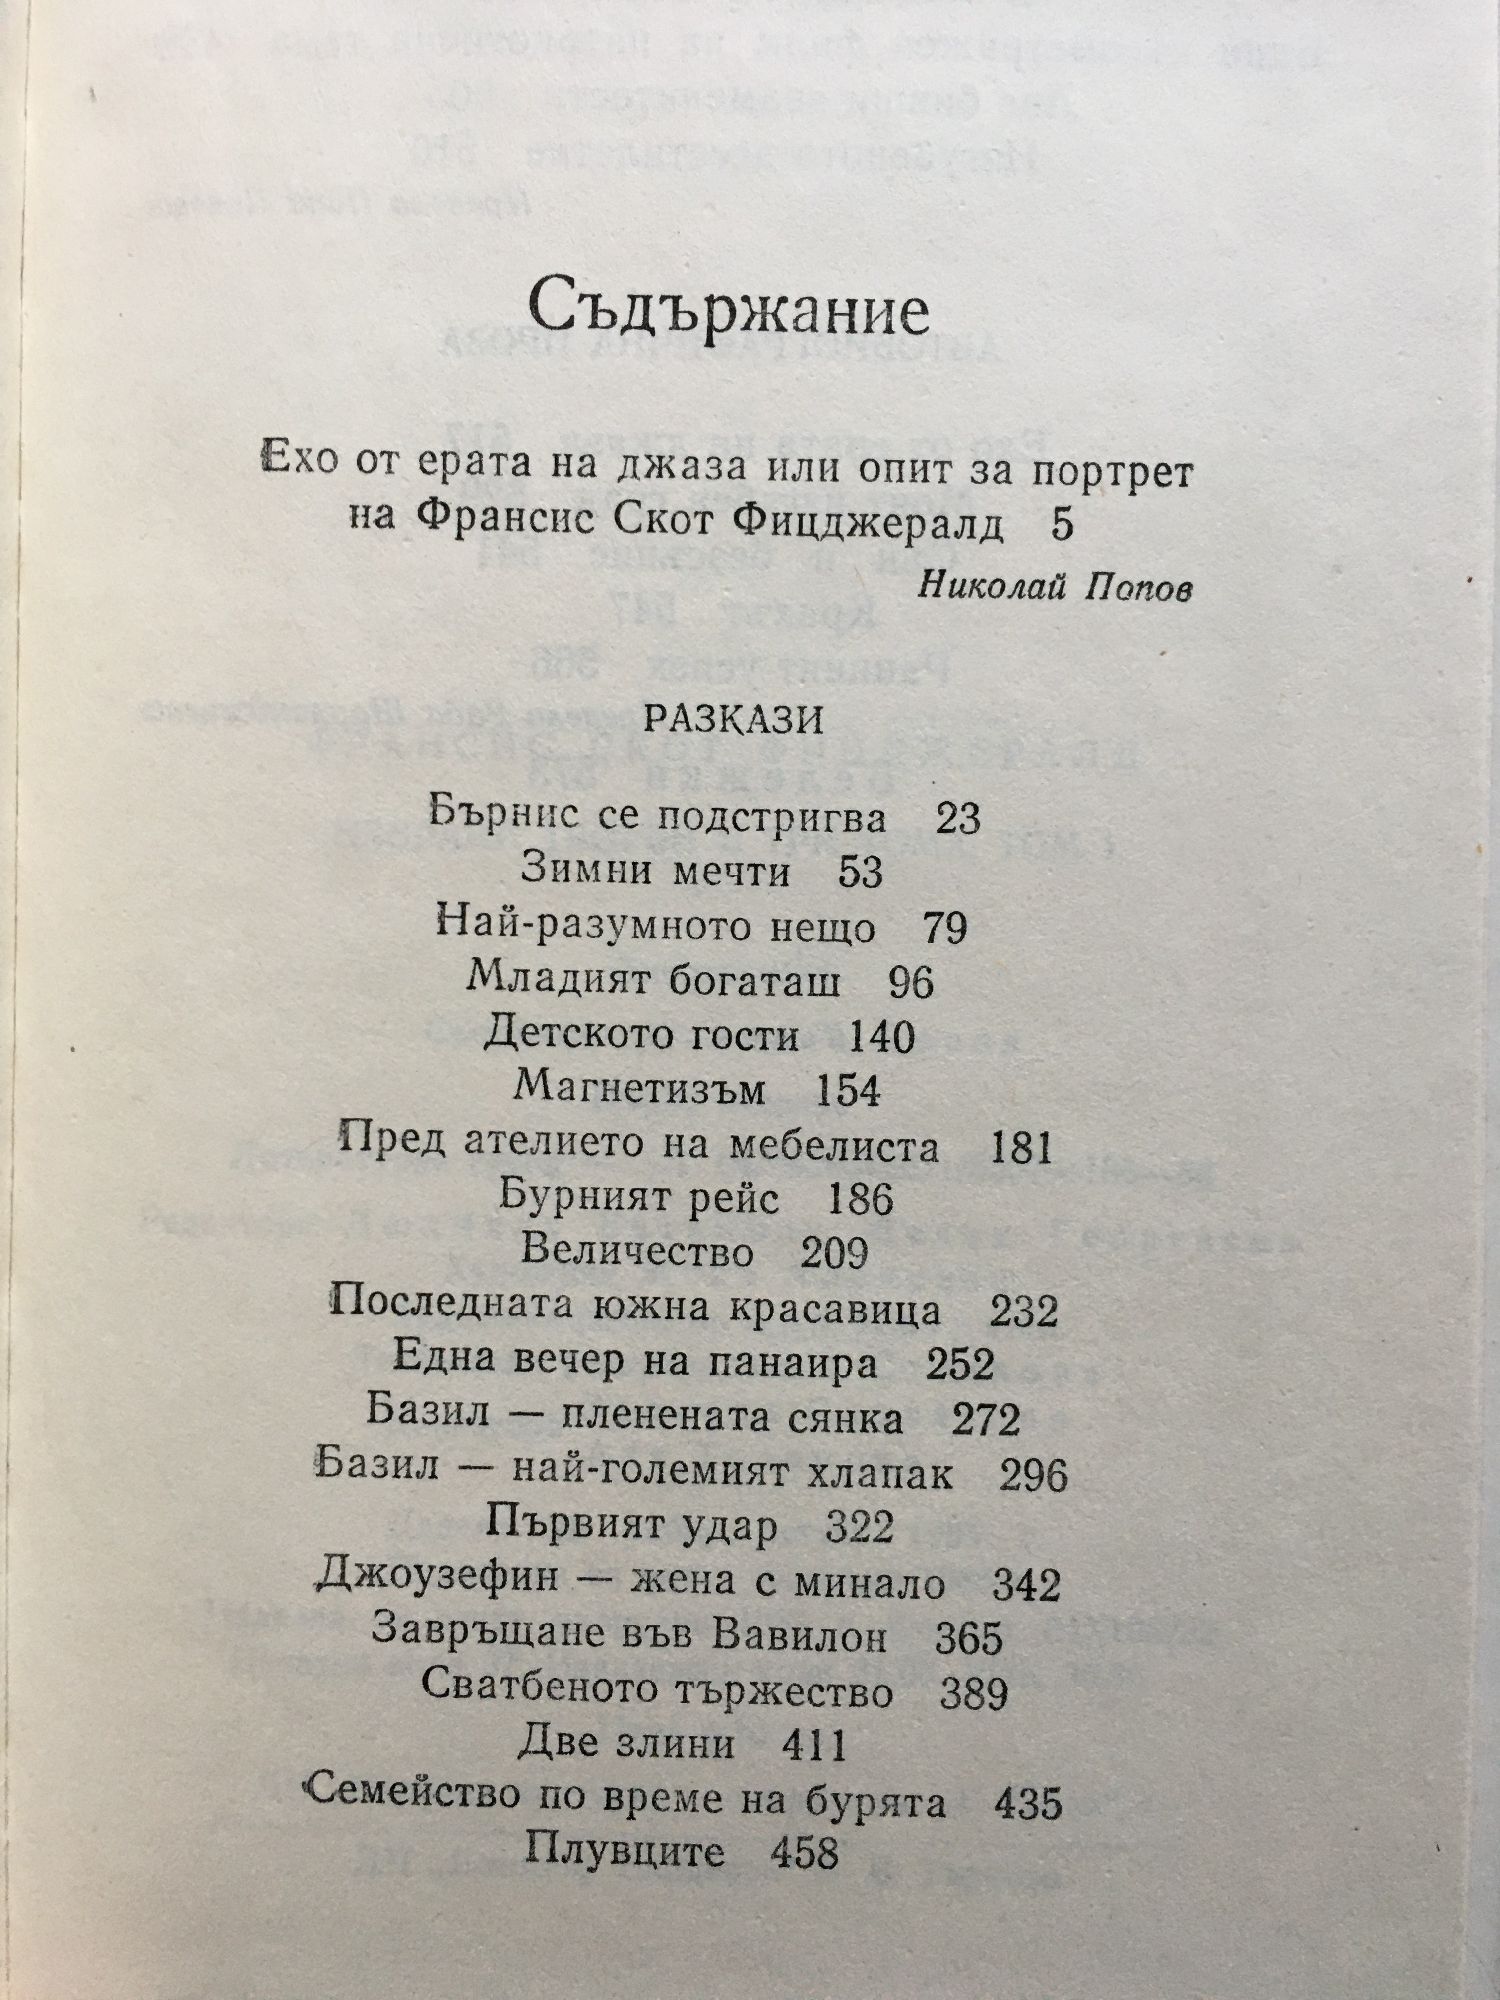 Съдържание
Ехо от ерата на джаза или опит за портрет
на Франсис Скот Фицджералд 5
Николай Попов
РАЗКАЗИ
Бърнис се подстригва 23
Зимни мечти 53
Най-разумното нещо 79
Младият богаташ 96
Детското гости 140
Магнетизъм 154
Пред ателието на мебелиста 181
Бурният рейс 186
Величество 209
Последната южна красавица 232
Една вечер на панаира 252
Базил — пленената сянка 272
Базил — най-големият хлапак 296
Първият удар 322
Джоузефин — жена с минало 342
Завръщане във Вавилон 365
Сватбеното тържество 389
Две злини 411
Семейство по време на бурята 435
Плувците 458